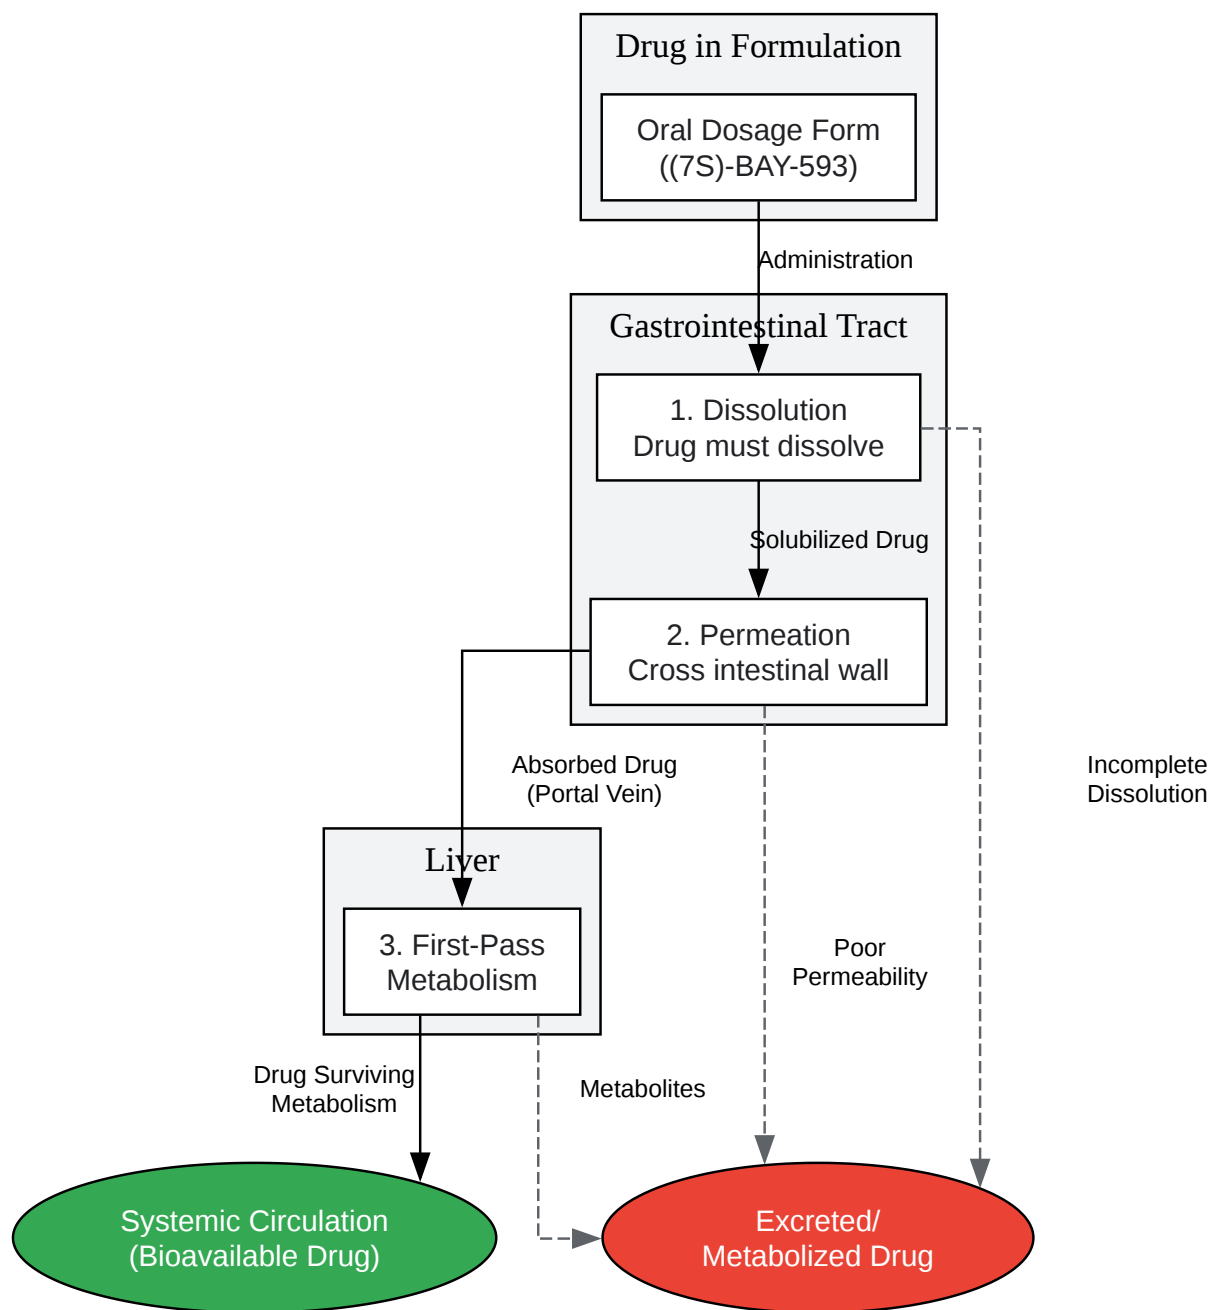 Drug in Formulation
Oral Dosage Form
((7S)-BAY-593)
Administration
Gastrointestinal Tract
1. Dissolution
Drug must dissolve
Solubilized Drug
2. Permeation
Cross intestinal wall
Absorbed Drug
(Portal Vein)
Incomplete
Dissolution
Liver
3. First-Pass
Metabolism
Poor
Permeability
Drug Surviving
Metabolism
Metabolites
Systemic Circulation
(Bioavailable Drug)
Excreted/
Metabolized Drug